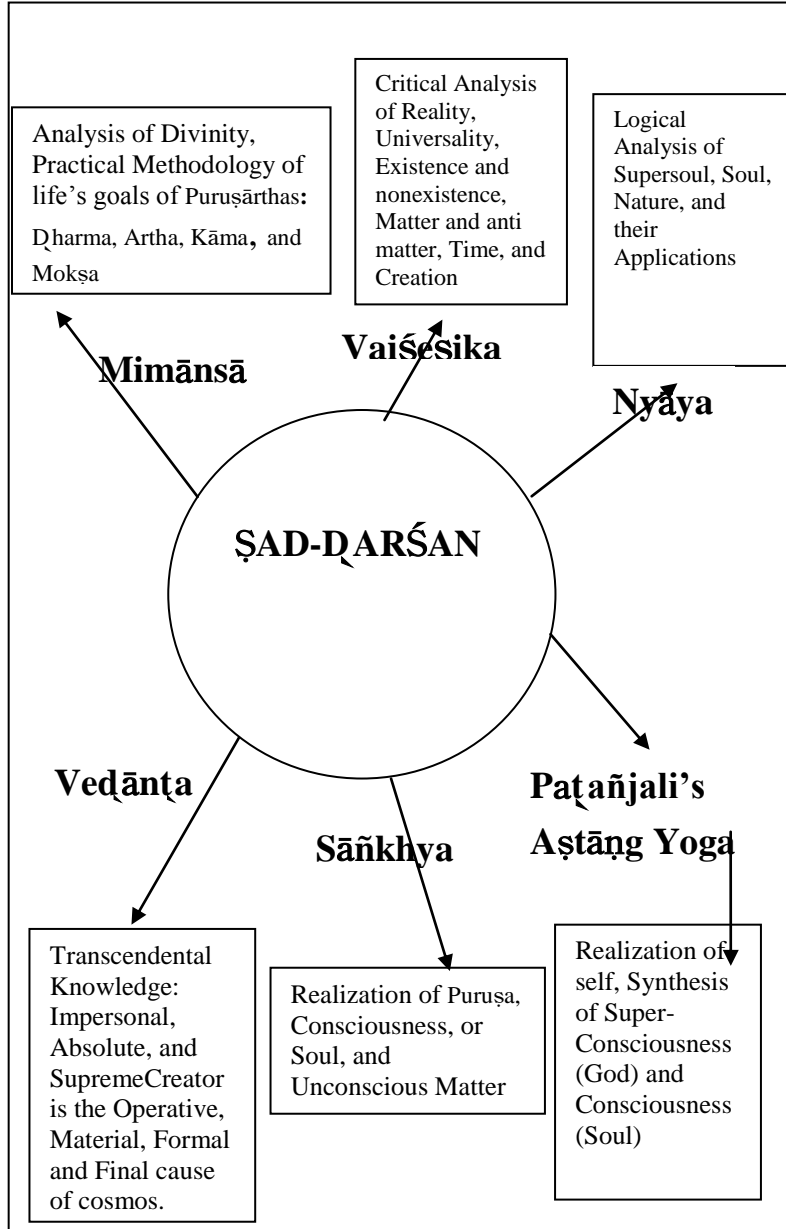 Analysis of Divinity,
Practical Methodology of
life’s goals of Puruṣārthas:
Ḍharma, Artha, Kāma, and
Mokṣa
Critical Analysis
of Reality,
Universality,
Existence and
nonexistence,
Matter and anti
matter, Time, and
Creation
Logical
Analysis of
Supersoul, Soul,
Nature, and
their
Applications
Mimānsā
Vaiśeśika
Nyāya
ṢAD-ḌARŚAN
Veḍānṭa
Sāñkhya
Paṭañjali’s
Aṣtāṇg Yoga
Transcendental
Knowledge:
Impersonal,
Absolute, and
SupremeCreator
is the Operative,
Material, Formal
and Final cause
of cosmos.
Realization of Puruṣa,
Consciousness, or
Soul, and
Unconscious Matter
Realization of
self, Synthesis
of Super-
Consciousness
(God) and
Consciousness
(Soul)